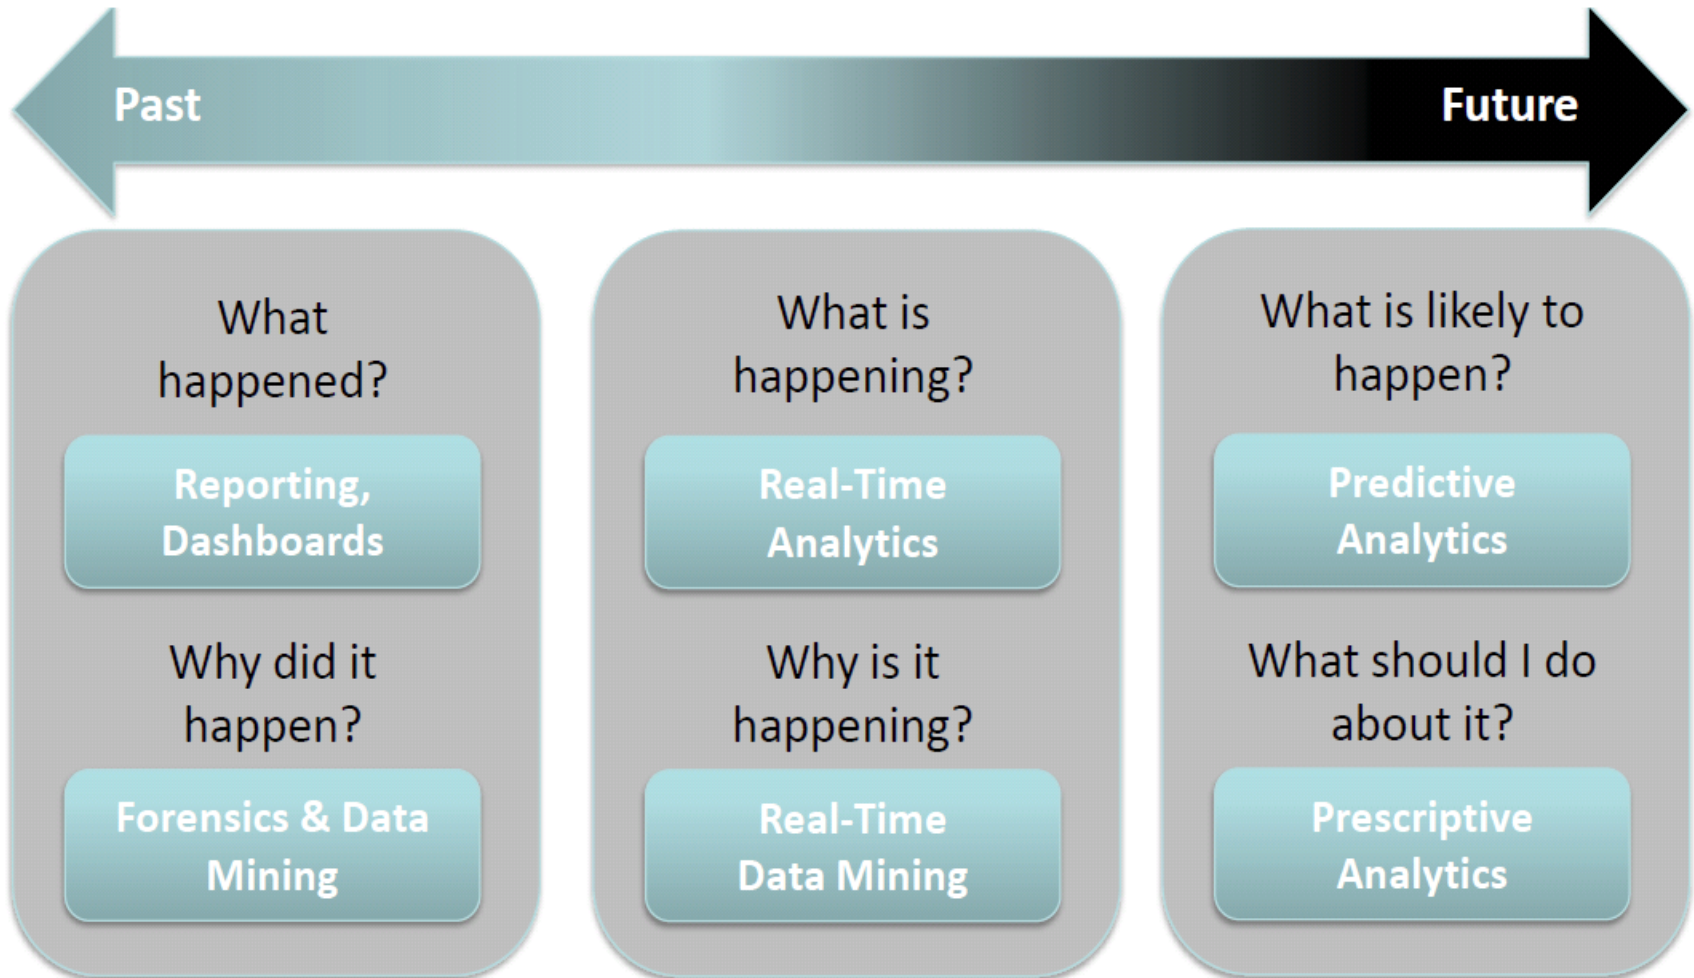 Past
Future
What
happened?
Reporting,
Dashboards
Why did it
happen?
Forensics & Data
Mining
What is
happening?
Real-Time
Analytics
Why is it
happening?
Real-Time
Data Mining
What is likely to
happen?
Predictive
Analytics
What should I do
about it?
Prescriptive
Analytics